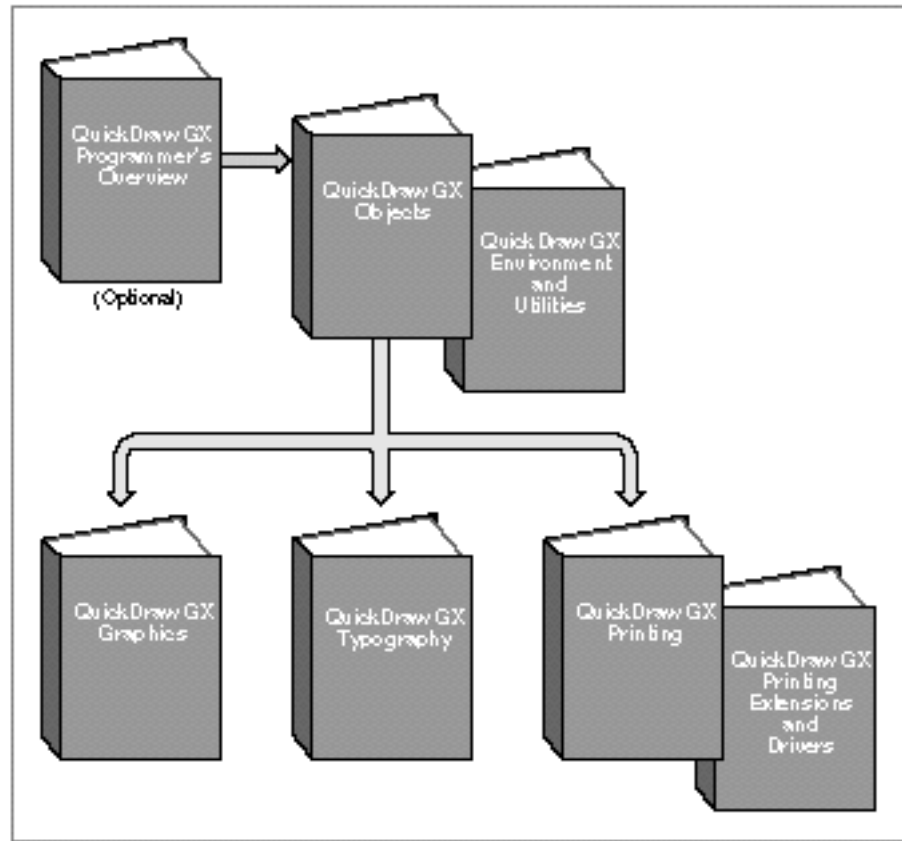 QuickDraw GX
Programmer's
Overview
(Optional)
QuickDraw GX
Objects
QuickDraw GX
Environment
and
Utilities
QuickDraw GX
Graphics
QuickDraw GX
Typography
QuickDraw GX
Printing
QuickDraw GX
Printing
Extensions
and
Drivers